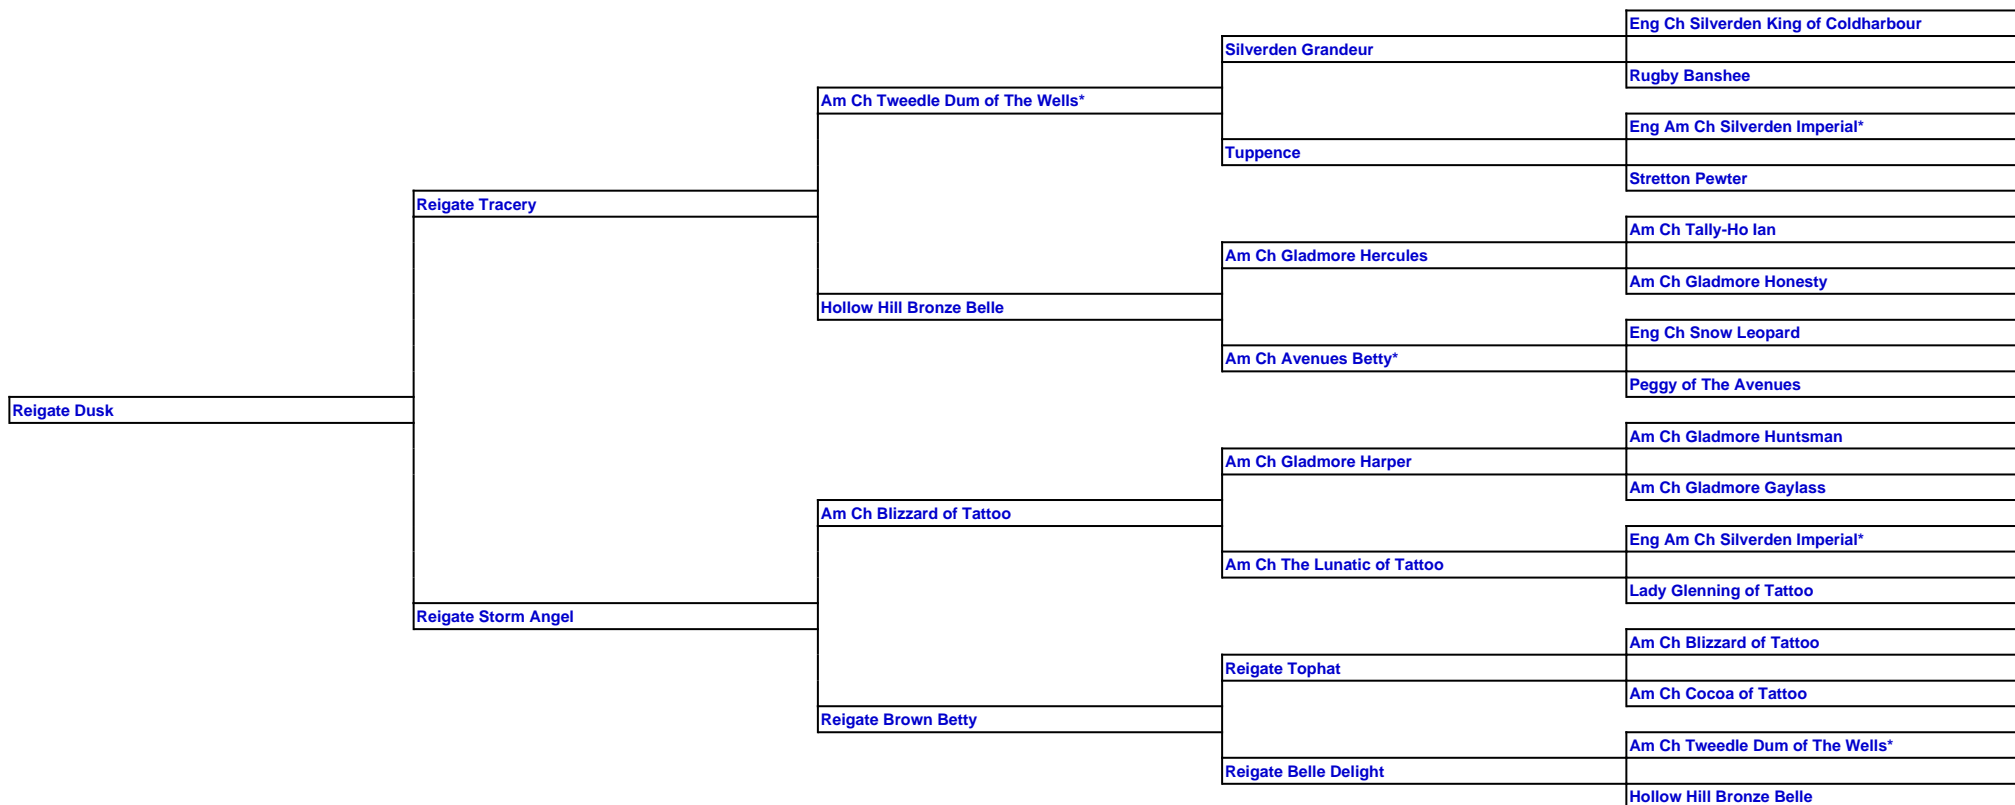 Eng Ch Silverden King of Coldharbour
Silverden Grandeur
Rugby Banshee
Am Ch Tweedle Dum of The Wells*
Eng Am Ch Silverden Imperial*
Tuppence
Stretton Pewter
Reigate Tracery
Am Ch Tally-Ho Ian
Am Ch Gladmore Hercules
Am Ch Gladmore Honesty
Hollow Hill Bronze Belle
Eng Ch Snow Leopard
Am Ch Avenues Betty*
Peggy of The Avenues
Reigate Dusk
Am Ch Gladmore Huntsman
Am Ch Gladmore Harper
Am Ch Gladmore Gaylass
Am Ch Blizzard of Tattoo
Eng Am Ch Silverden Imperial*
Am Ch The Lunatic of Tattoo
Lady Glenning of Tattoo
Reigate Storm Angel
Am Ch Blizzard of Tattoo
Reigate Tophat
Am Ch Cocoa of Tattoo
Reigate Brown Betty
Am Ch Tweedle Dum of The Wells*
Reigate Belle Delight
Hollow Hill Bronze Belle